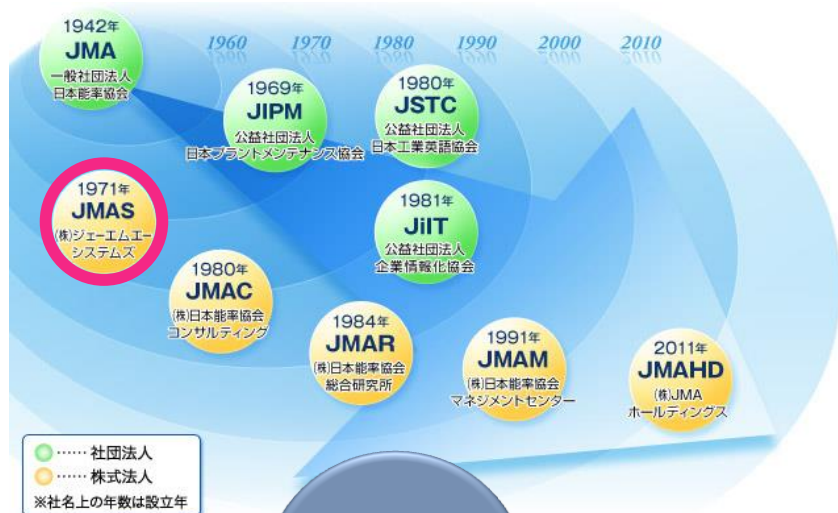 1942年
JMA
一般社団法人
日本能率協会
1960
1970
1980
1990
2000
2010
1969年
JIPM
公益社団法人
日本プラントメンテナンス協会
1980年
JSTC
公益社団法人
日本工業英語協会
1971年
JMAS
(株)ジェーエムエー
システムズ
1981年
JiIT
公益社団法人
企業情報化協会
1980年
JMAC
(株)日本能率協会
コンサルティング
1984年
JMAR
(株)日本能率協会
総合研究所
1991年
JMAM
(株)日本能率協会
マネジメントセンター
2011年
JMAHD
(株)JMA
ホールディングス
……社団法人
……株式法人
※社名上の年数は設立年